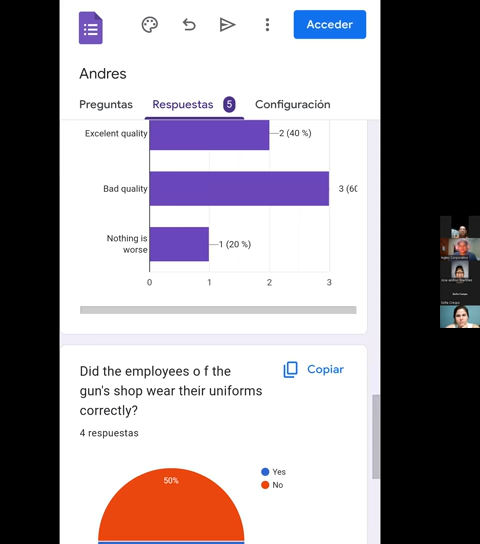 Acceder
Andres
Preguntas Respuestas 5 Configuración
Excelent quality 2 (40 %)
Bad quality 3 (60
Nothing is
worse
1 (20 %)
0 1 2 3
Did the employees o f the
gun's shop wear their uniforms
correctly?
Copiar
4 respuestas
50%
Yes
No